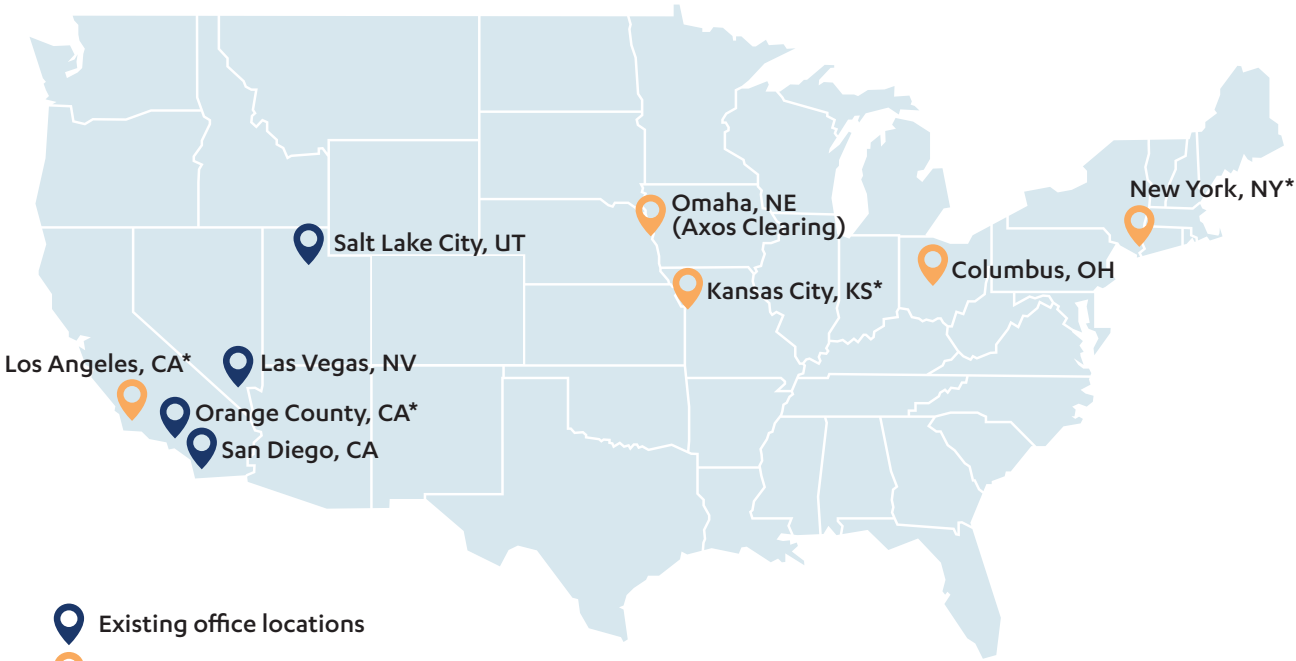 New York, NY*
Omaha, NE
(Axos Clearing)
Salt Lake City, UT
Columbus, OH
Kansas City, KS*
Los Angeles, CA*
Las Vegas, NV
Orange County, CA*
San Diego, CA
Existing office locations